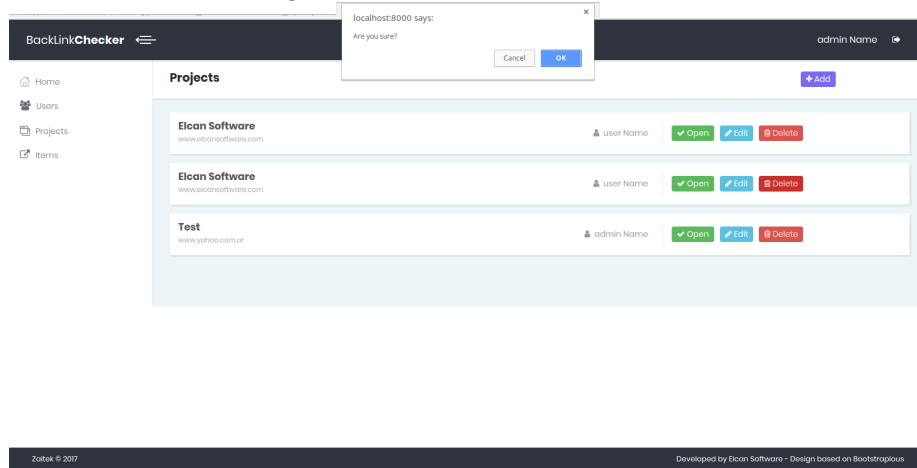 localhost:8000 says:
Are you sure?
Cancel
OK
BackLinkChecker
admin Name
Home
Users
Projects
Items
Projects
Add
Elcan Software
www.elcansoftware.com
user Name
Open
Edit
Delete
Elcan Software
www.elcansoftware.com
user Name
Open
Edit
Delete
Test
www.yahoo.com.ar
admin Name
Open
Edit
Delete
Zaitek © 2017
Developed by Elcan Software - Design based on Bootstrapious